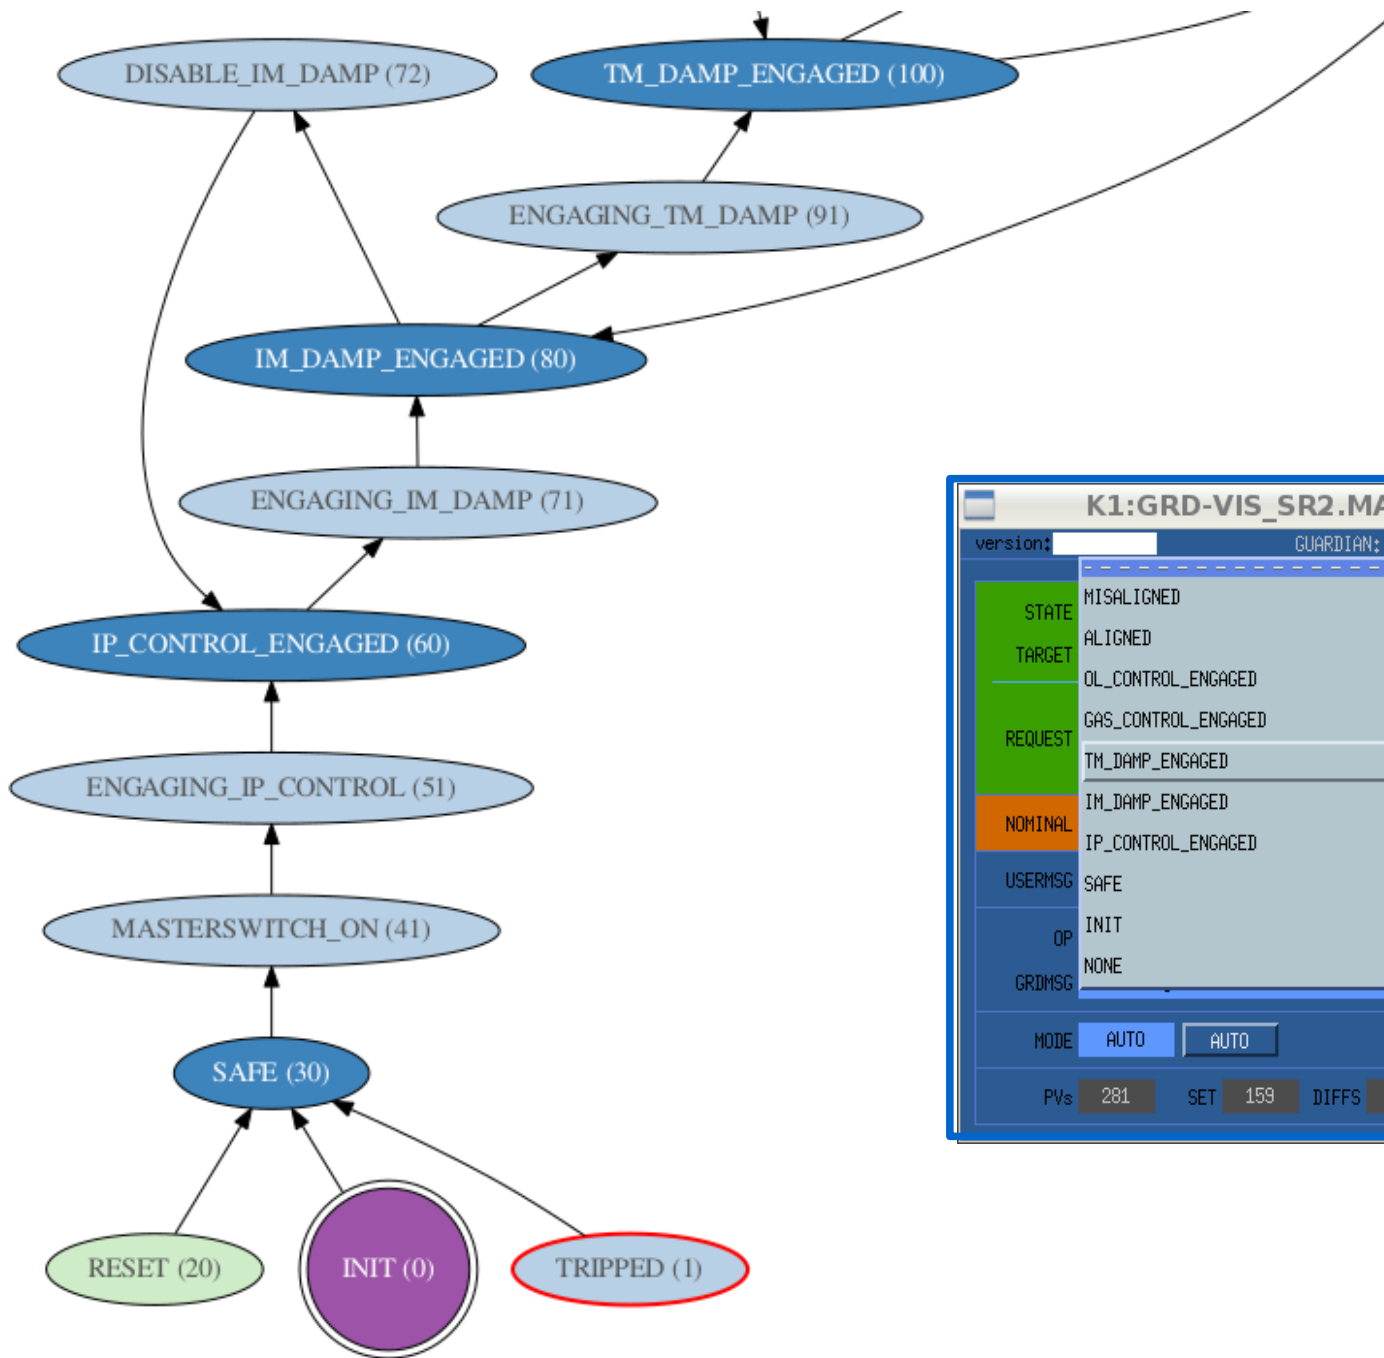 DISABLE_IM_DAMP (72)
TM_DAMP_ENGAGED (100)
ENGAGING_TM_DAMP (91)
IM_DAMP_ENGAGED (80)
ENGAGING_IM_DAMP (71)
IP_CONTROL_ENGAGED (60)
ENGAGING_IP_CONTROL (51)
MASTERSWITCH_ON (41)
SAFE (30)
RESET (20)
INIT (0)
TRIPPED (1)
K1:GRD-VIS_SR2.MA
version: GUARDIAN:
STATE
TARGET
REQUEST
NOMINAL
USERMSG
OP
GRDMSG
MISALIGNED
ALIGNED
OL_CONTROL_ENGAGED
GAS_CONTROL_ENGAGED
TM_DAMP_ENGAGED
IM_DAMP_ENGAGED
IP_CONTROL_ENGAGED
SAFE
INIT
NONE
MODE AUTO AUTO
PVs 281 SET 159 DIFFS